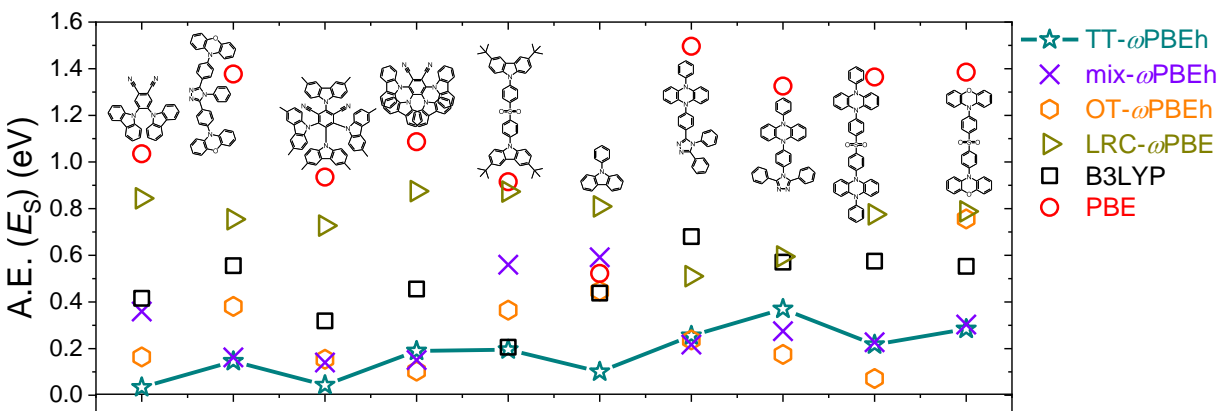 1.6
1.4
1.2
1.0
0.8
0.6
0.4
0.2
0.0
A.E. (E_S) (eV)
TT-ωPBEh
mix-ωPBEh
OT-ωPBEh
LRC-ωPBE
B3LYP
PBE